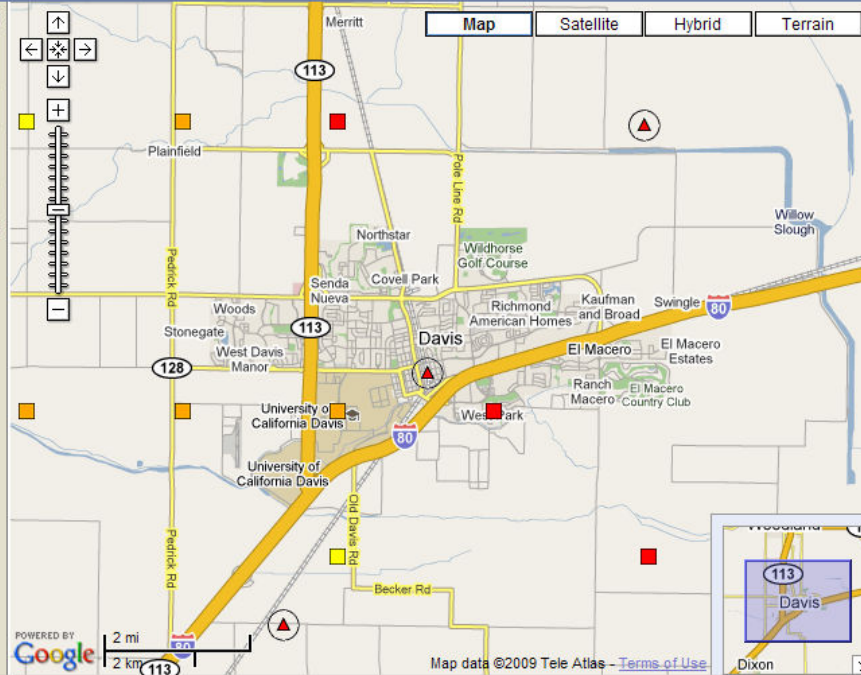 Merritt
Map
Satellite
Hybrid
Terrain
113
Plainfield
Pole Line Rd
Willow
Slough
Northstar
Wildhorse
Golf Course
Pedrick Rd
Covell Park
Senda
Nueva
Woods
Richmond
American Homes
Kaufman
and Broad
Swingle
80
Stonegate
113
Davis
West Davis
Manor
El Macero
El Macero
Estates
128
Ranch
Macero
El Macero
Country Club
University of
California Davis
West Park
80
University of
California Davis
Old Davis Rd
Pedrick Rd
Becker Rd
Woodland
113
Davis
Dixon
POWERED BY
Google
2 mi
2 km
80
113
Map data ©2009 Tele Atlas - Terms of Use